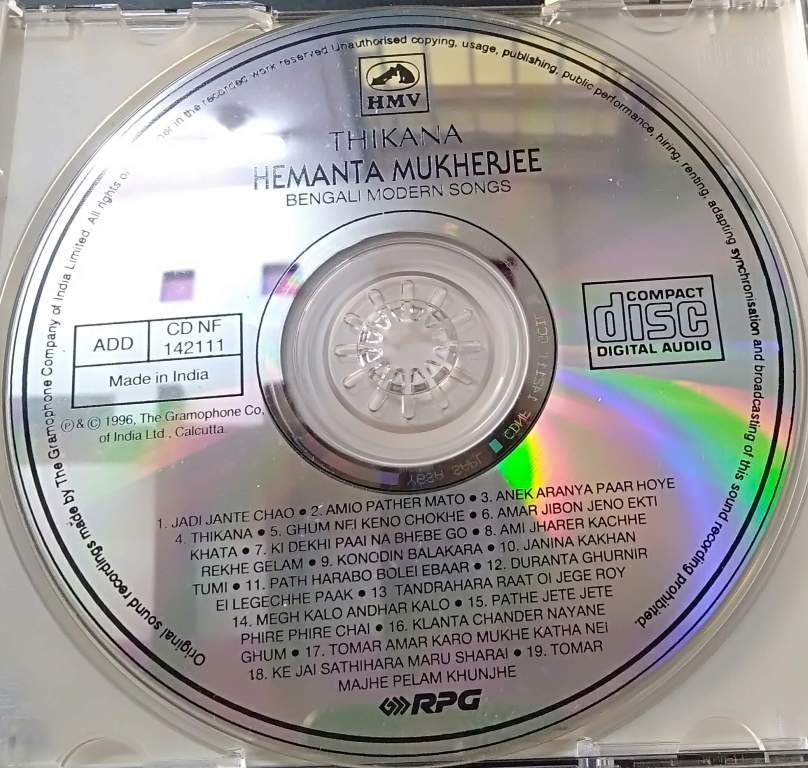 HMV
THIKANA
HEMANTA MUKHERJEE
BENGALI MODERN SONGS
ADD
CD NF
142111
Made in India
COMPACT
disc
DIGITAL AUDIO
Ⓟ & © 1996, The Gramophone Co,
of India Ltd., Calcutta.
1. JADI JANTE CHAO • 2. AMIO PATHER MATO • 3. ANEK ARANYA PAAR HOYE
4. THIKANA • 5. GHUM NEI KENO CHOKHE • 6. AMAR JIBON JENO EKTI
KHATA • 7. KI DEKHI PAAI NA BHEBE GO • 8. AMI JHARER KACHHE
REKHE GELAM • 9. KONODIN BALAKARA • 10. JANINA KAKHAN
TUMI • 11. PATH HARABO BOLEI EBAAR • 12. DURANTA GHURNIR
EI LEGECHHE PAAK • 13 TANDRAHARA RAAT OI JEGE ROY
14. MEGH KALO ANDHAR KALO • 15. PATHE JETE JETE
PHIRE PHIRE CHAI • 16. KLANTA CHANDER NAYANE
GHUM • 17. TOMAR AMAR KARO MUKHE KATHA NEI
18. KE JAI SATHIHARA MARU SHARAI • 19. TOMAR
MAJHE PELAM KHUNJHE
RPG
Original sound recordings made by The Gramophone Company of India Limited. All rights of in the recorded work reserved Unauthorised copying, usage, publishing, public performance, hiring, renting, adapting synchronisation and broadcasting of this sound recording prohibited.